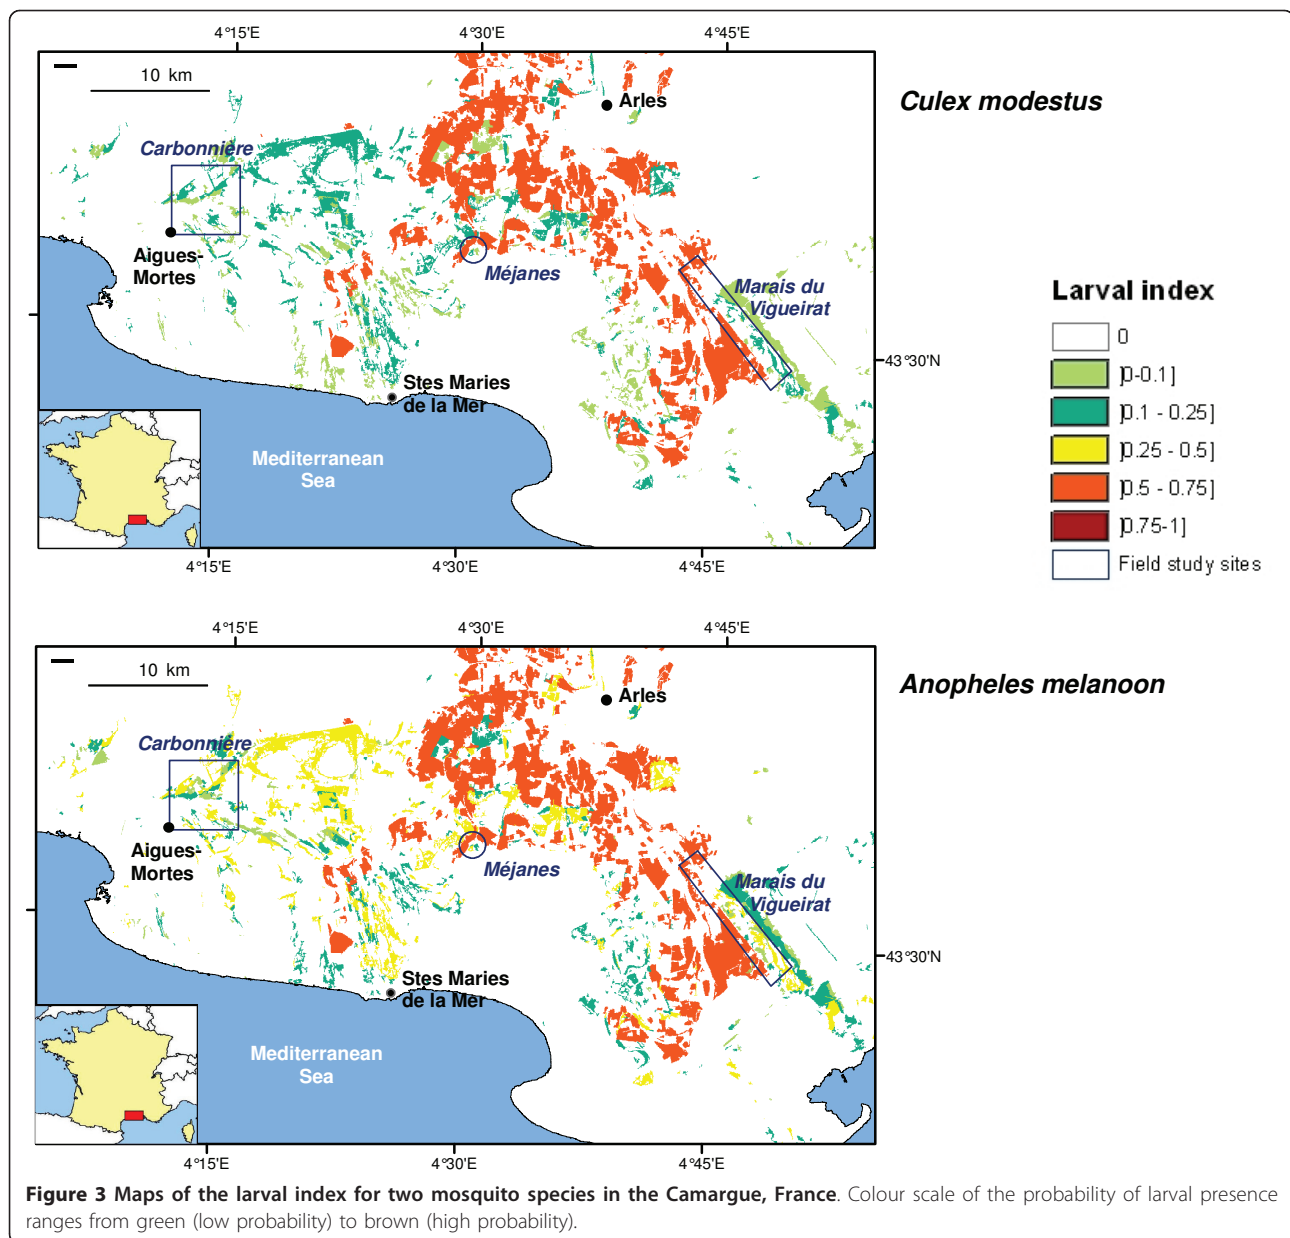 4°15'E 4°30'E 4°45'E
10 km
Arles
Culex modestus
Carbonnière
Aigues-
Mortes
Méjanes
Marais du
Vigueirat
Larval index
0
]0-0.1]
]0.1 - 0.25]
]0.25 - 0.5]
]0.5 - 0.75]
]0.75-1]
Field study sites
43°30'N
Stes Maries
de la Mer
Mediterranean
Sea
4°15'E 4°30'E 4°45'E
4°15'E 4°30'E 4°45'E
10 km
Arles
Anopheles melanoon
Carbonnière
Aigues-
Mortes
Méjanes
Marais du
Vigueirat
43°30'N
Stes Maries
de la Mer
Mediterranean
Sea
4°15'E 4°30'E 4°45'E
Figure 3 Maps of the larval index for two mosquito species in the Camargue, France. Colour scale of the probability of larval presence
ranges from green (low probability) to brown (high probability).